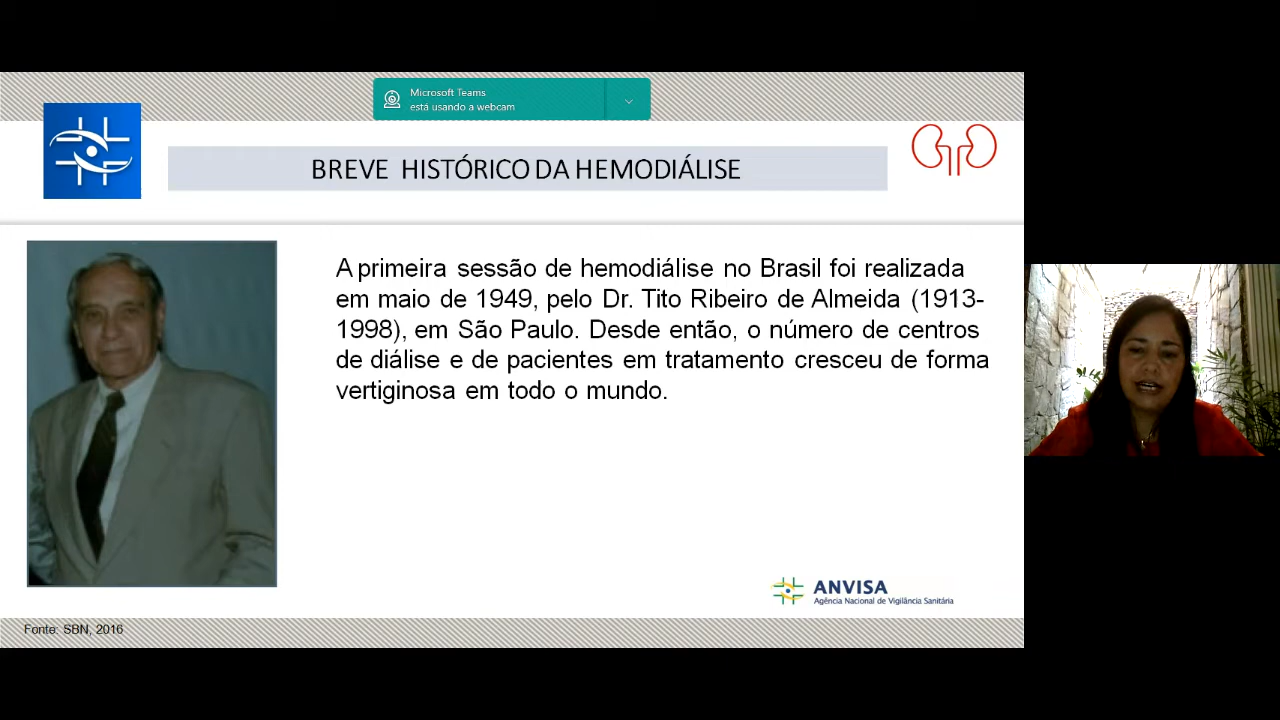 Microsoft Teams
está usando a webcam
BREVE HISTÓRICO DA HEMODIÁLISE
A primeira sessão de hemodiálise no Brasil foi realizada
em maio de 1949, pelo Dr. Tito Ribeiro de Almeida (1913-
1998), em São Paulo. Desde então, o número de centros
de diálise e de pacientes em tratamento cresceu de forma
vertiginosa em todo o mundo.
ANVISA
Agência Nacional de Vigilância Sanitária
Fonte: SBN, 2016